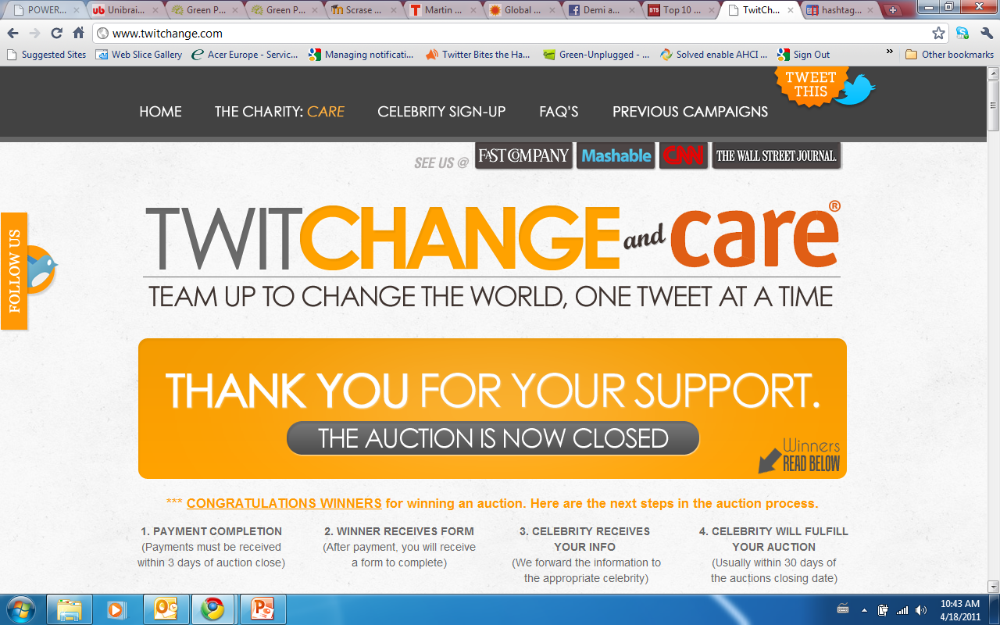 POWER... Unibrai... Green P... Green P... Scrase ... Martin ... Global ... Demi a... Top 10 ... TwitCh... hashtag...
www.twitchange.com
Suggested Sites Web Slice Gallery Acer Europe - Servic... Managing notificati... Twitter Bites the Ha... Green-Unplugged - ... Solved enable AHCI ... Sign Out » Other bookmarks
TWEET
THIS
HOME THE CHARITY: CARE CELEBRITY SIGN-UP FAQ'S PREVIOUS CAMPAIGNS
SEE US @ FAST COMPANY Mashable CNN THE WALL STREET JOURNAL.
TWITCHANGE and care®
FOLLOW US
TEAM UP TO CHANGE THE WORLD, ONE TWEET AT A TIME
THANK YOU FOR YOUR SUPPORT.
THE AUCTION IS NOW CLOSED
Winners
READ BELOW
*** CONGRATULATIONS WINNERS for winning an auction. Here are the next steps in the auction process.
1. PAYMENT COMPLETION
(Payments must be received
within 3 days of auction close)
2. WINNER RECEIVES FORM
(After payment, you will receive
a form to complete)
3. CELEBRITY RECEIVES
YOUR INFO
(We forward the information to
the appropriate celebrity)
4. CELEBRITY WILL FULFILL
YOUR AUCTION
(Usually within 30 days of
the auctions closing date)
10:43 AM
4/18/2011